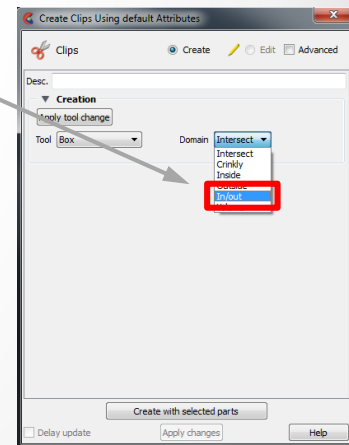 Create Clips Using default Attributes
Clips Create Edit Advanced
Desc.
Creation
Apply tool change
Tool Box Domain Intersect
Intersect
Crinkly
Inside
Outside
In/out
Create with selected parts
Delay update Apply changes Help